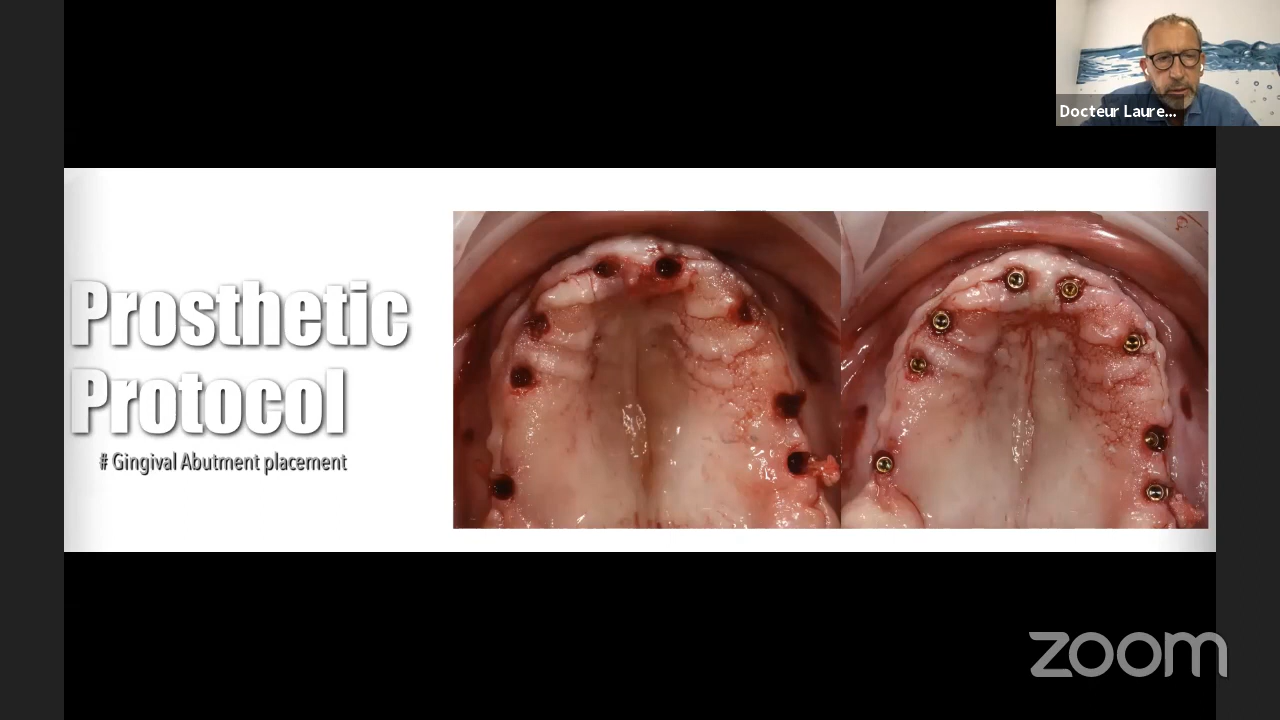 Docteur Laure...
Prosthetic
Protocol
# Gingival Abutment placement
zoom